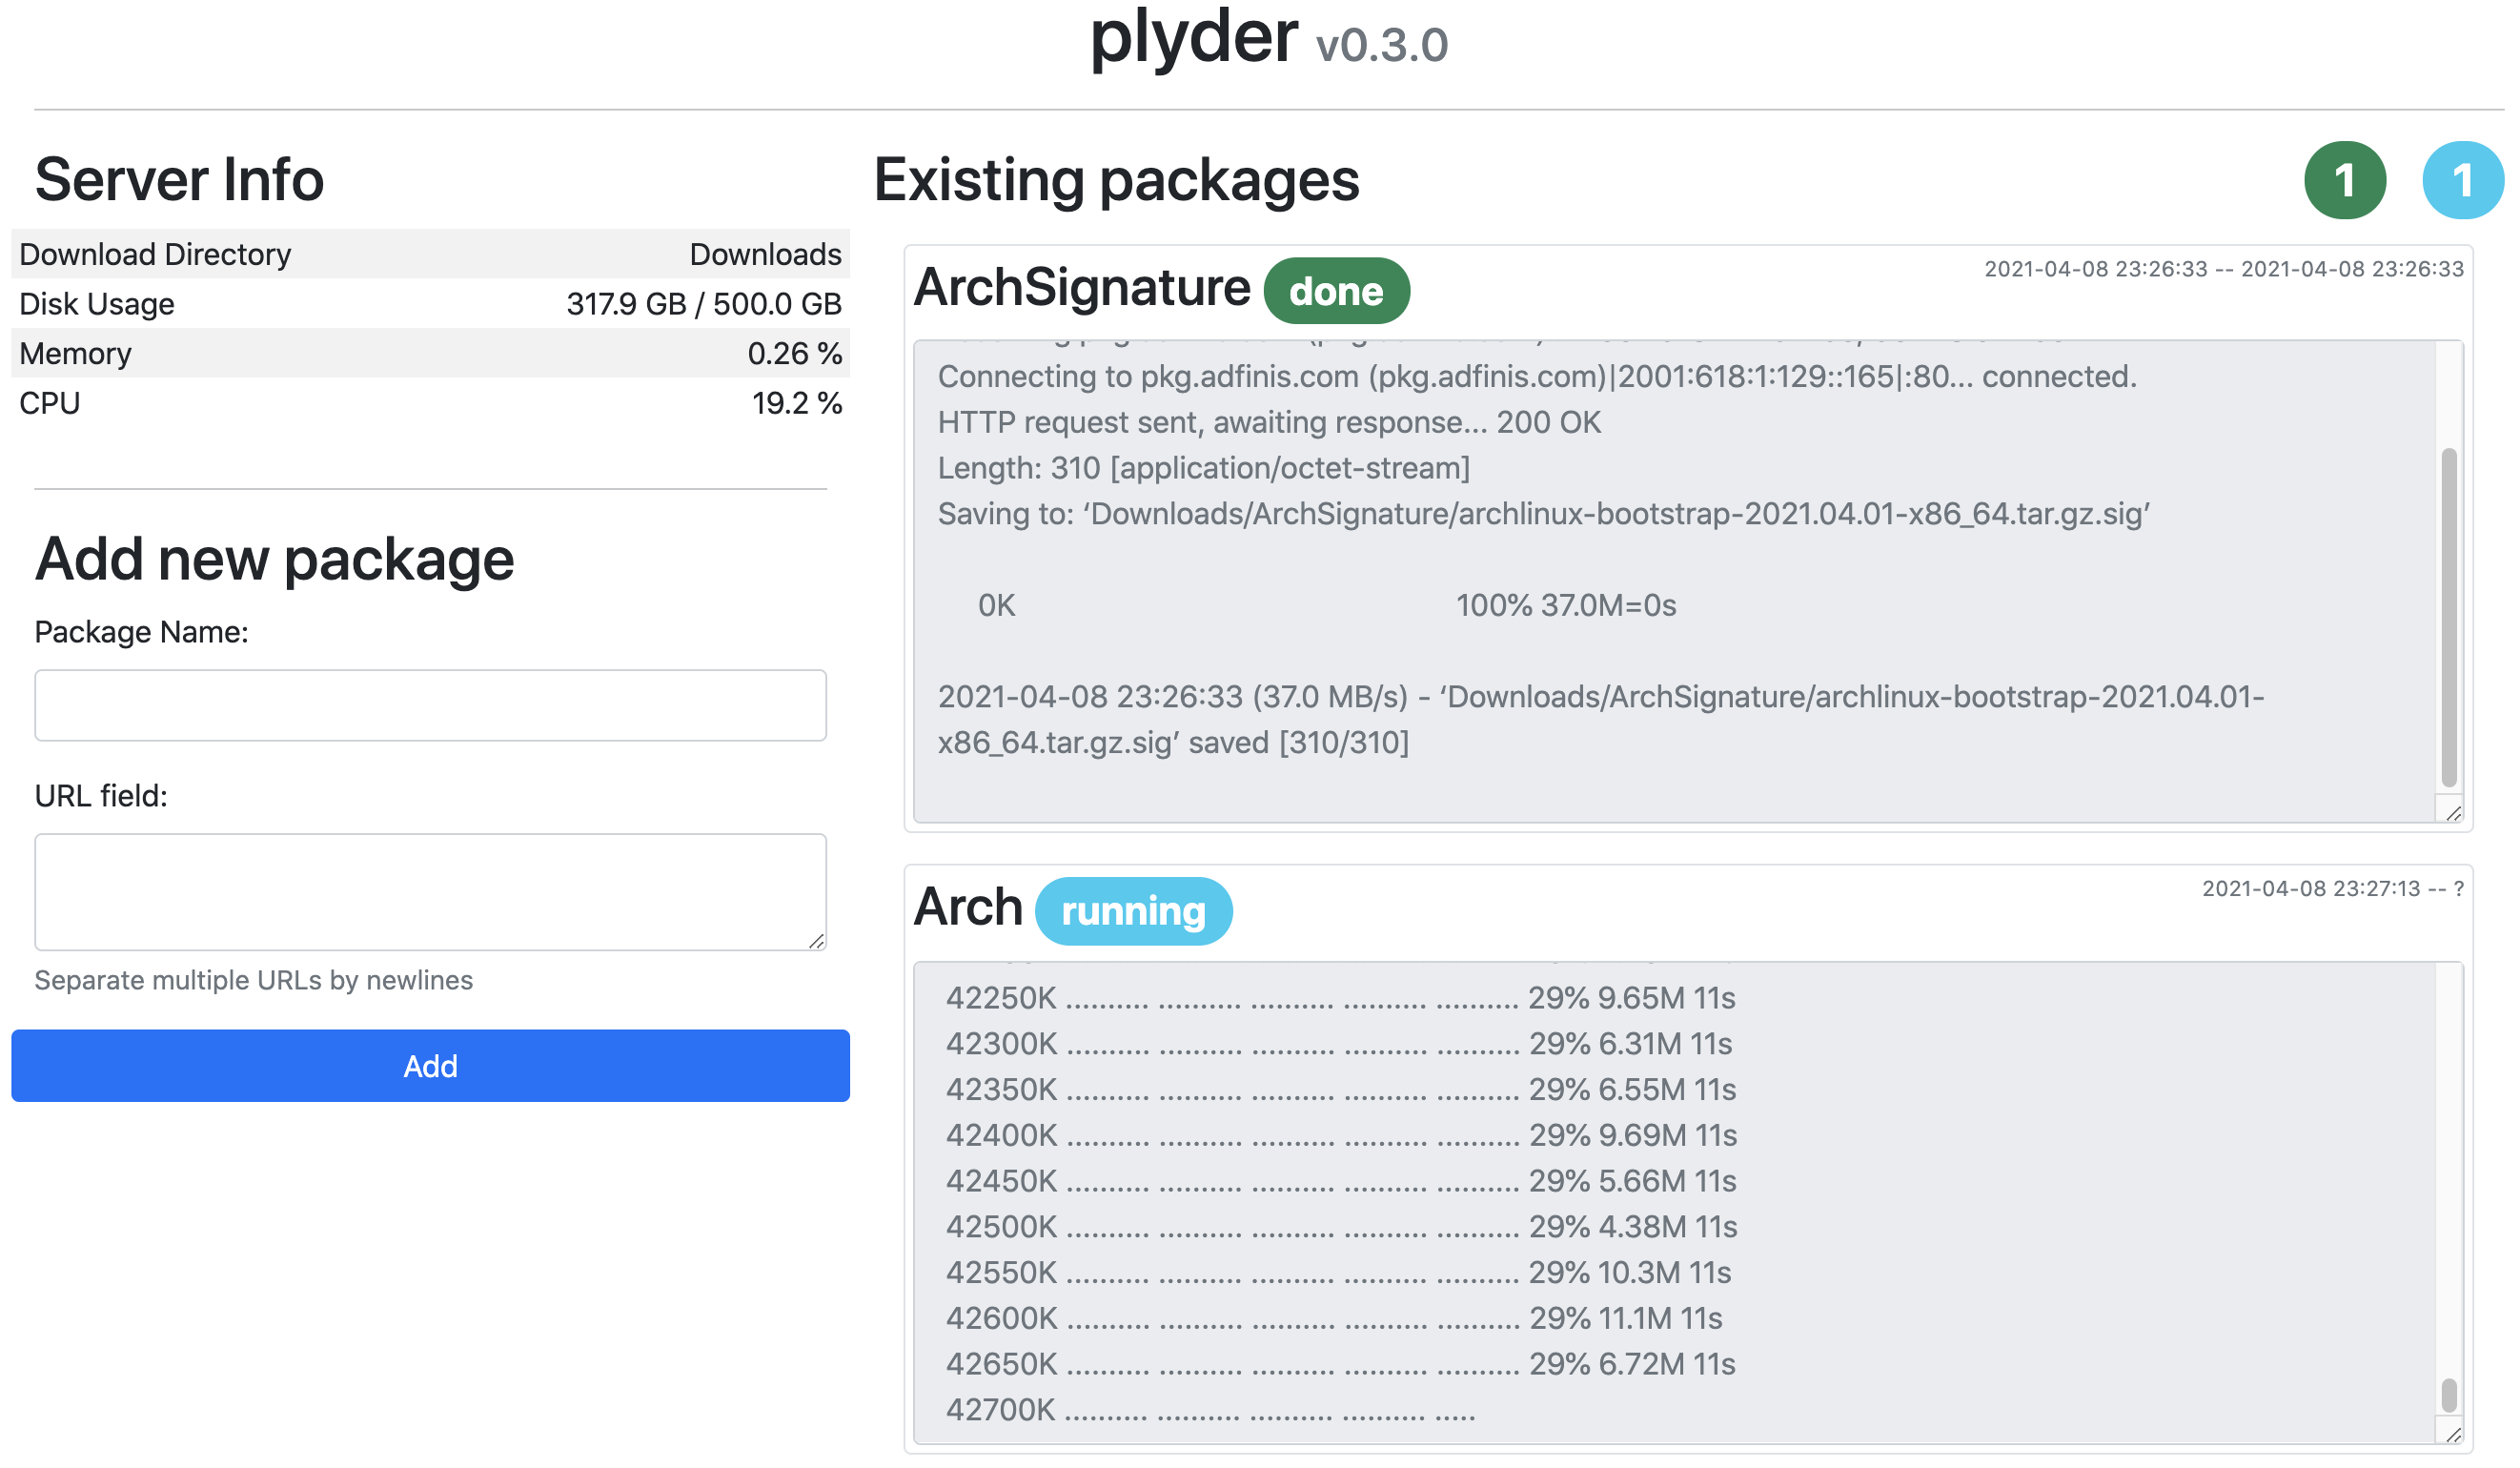 plyder v0.3.0
Server Info
Download Directory Downloads
Disk Usage 317.9 GB / 500.0 GB
Memory 0.26 %
CPU 19.2 %
Add new package
Package Name:
URL field:
Separate multiple URLs by newlines
Add
Existing packages 1 1
ArchSignature done 2021-04-08 23:26:33 -- 2021-04-08 23:26:33
Connecting to pkg.adfinis.com (pkg.adfinis.com)|2001:618:1:129::165|:80... connected.
HTTP request sent, awaiting response... 200 OK
Length: 310 [application/octet-stream]
Saving to: ‘Downloads/ArchSignature/archlinux-bootstrap-2021.04.01-x86_64.tar.gz.sig’
0K 100% 37.0M=0s
2021-04-08 23:26:33 (37.0 MB/s) - ‘Downloads/ArchSignature/archlinux-bootstrap-2021.04.01-
x86_64.tar.gz.sig’ saved [310/310]
Arch running 2021-04-08 23:27:13 -- ?
42250K .......... .......... .......... .......... .......... 29% 9.65M 11s
42300K .......... .......... .......... .......... .......... 29% 6.31M 11s
42350K .......... .......... .......... .......... .......... 29% 6.55M 11s
42400K .......... .......... .......... .......... .......... 29% 9.69M 11s
42450K .......... .......... .......... .......... .......... 29% 5.66M 11s
42500K .......... .......... .......... .......... .......... 29% 4.38M 11s
42550K .......... .......... .......... .......... .......... 29% 10.3M 11s
42600K .......... .......... .......... .......... .......... 29% 11.1M 11s
42650K .......... .......... .......... .......... .......... 29% 6.72M 11s
42700K .......... .......... .......... .......... .....